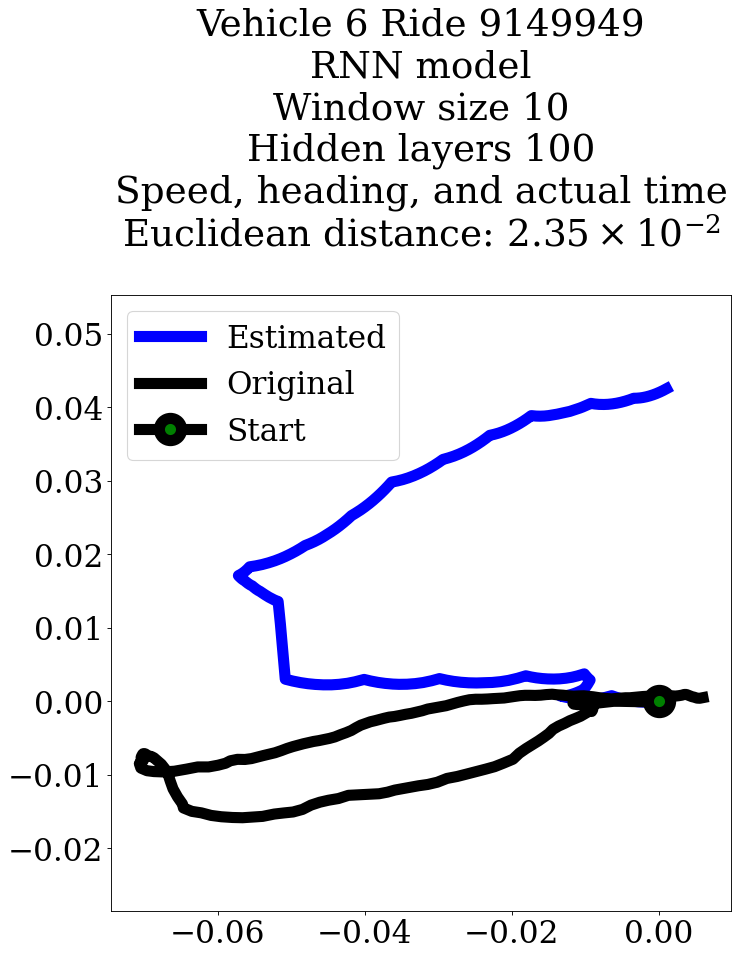 Vehicle 6 Ride 9149949
RNN model
Window size 10
Hidden layers 100
Speed, heading, and actual time
Euclidean distance: 2.35 × 10⁻²
Estimated
Original
Start
0.05
0.04
0.03
0.02
0.01
0.00
−0.01
−0.02
−0.06 −0.04 −0.02 0.00